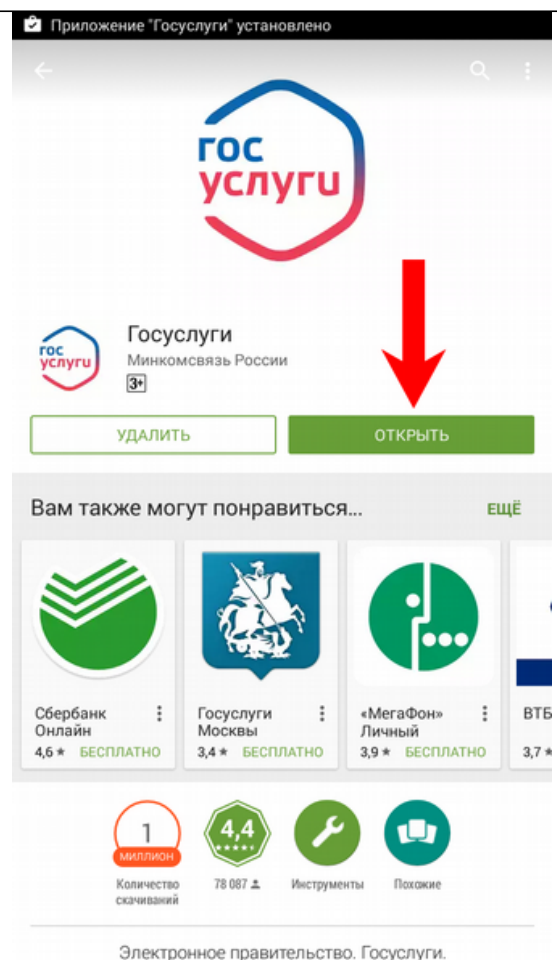 Приложение "Госуслуги" установлено
гос
услуги
гос
услуги
Госуслуги
Минкомсвязь России
3+
УДАЛИТЬ
ОТКРЫТЬ
Вам также могут понравиться...
ЕЩЁ
Сбербанк
Онлайн
4,6 ★ БЕСПЛАТНО
Госуслуги
Москвы
3,4 ★ БЕСПЛАТНО
«МегаФон»
Личный
3,9 ★ БЕСПЛАТНО
ВТБ
3,7 ★
1
МИЛЛИОН
Количество
скачиваний
4,4
78 087
Инструменты
Похожие
Электронное правительство. Госуслуги.